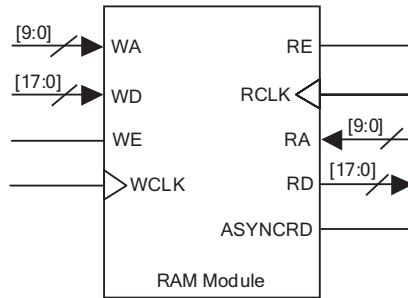 [9:0] WA RE
[17:0] WD RCLK
WE RA [9:0]
WCLK RD [17:0]
ASYNCRD
RAM Module